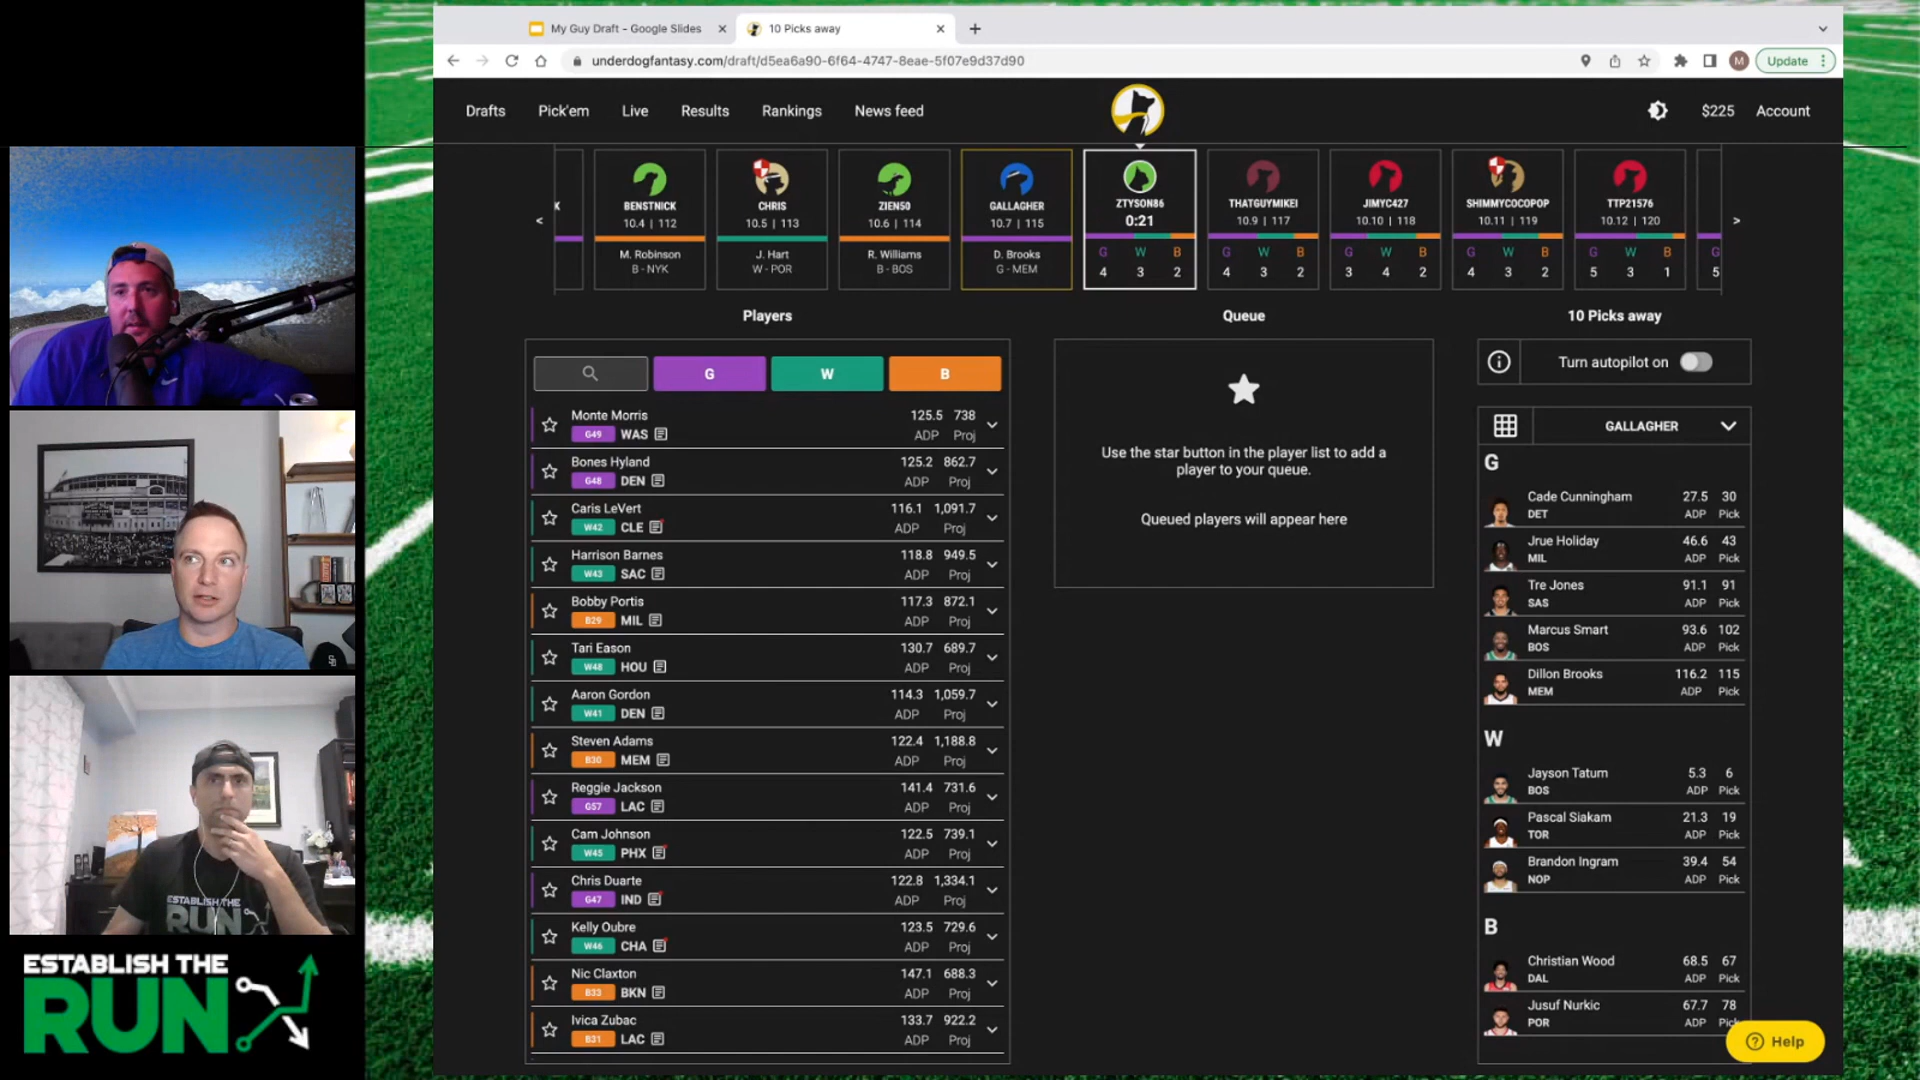 My Guy Draft - Google Slides
10 Picks away
underdogfantasy.com/draft/d5ea6a90-6f64-4747-8eae-5f07e9d37d90
M
Update
Drafts Pick'em Live Results Rankings News feed
$225 Account
BENSTNICK
10.4 | 112
M. Robinson
B - NYK
CHRIS
10.5 | 113
J. Hart
W - POR
ZIEN50
10.6 | 114
R. Williams
B - BOS
GALLAGHER
10.7 | 115
D. Brooks
G - MEM
ZTYSON86
0:21
G W B
4 3 2
THATGUYMIKEI
10.9 | 117
G W B
4 3 2
JIMYC427
10.10 | 118
G W B
3 4 2
SHIMMYCOCOPOP
10.11 | 119
G W B
4 3 2
TTP21576
10.12 | 120
G W B
5 3 1
G
5
Players
G W B
Monte Morris 125.5 738
G49 WAS ADP Proj
Bones Hyland 125.2 862.7
G48 DEN ADP Proj
Caris LeVert 116.1 1,091.7
W42 CLE ADP Proj
Harrison Barnes 118.8 949.5
W43 SAC ADP Proj
Bobby Portis 117.3 872.1
B29 MIL ADP Proj
Tari Eason 130.7 689.7
W48 HOU ADP Proj
Aaron Gordon 114.3 1,059.7
W41 DEN ADP Proj
Steven Adams 122.4 1,188.8
B30 MEM ADP Proj
Reggie Jackson 141.4 731.6
G57 LAC ADP Proj
Cam Johnson 122.5 739.1
W45 PHX ADP Proj
Chris Duarte 122.8 1,334.1
G47 IND ADP Proj
Kelly Oubre 123.5 729.6
W46 CHA ADP Proj
Nic Claxton 147.1 688.3
B33 BKN ADP Proj
Ivica Zubac 133.7 922.2
B31 LAC ADP Proj
Queue
Use the star button in the player list to add a
player to your queue.
Queued players will appear here
10 Picks away
Turn autopilot on
GALLAGHER
G
Cade Cunningham 27.5 30
DET ADP Pick
Jrue Holiday 46.6 43
MIL ADP Pick
Tre Jones 91.1 91
SAS ADP Pick
Marcus Smart 93.6 102
BOS ADP Pick
Dillon Brooks 116.2 115
MEM ADP Pick
W
Jayson Tatum 5.3 6
BOS ADP Pick
Pascal Siakam 21.3 19
TOR ADP Pick
Brandon Ingram 39.4 54
NOP ADP Pick
B
Christian Wood 68.5 67
DAL ADP Pick
Jusuf Nurkic 67.7 78
POR ADP Pick
Help
ESTABLISH THE
RUN
ESTABLISH THE
RUN